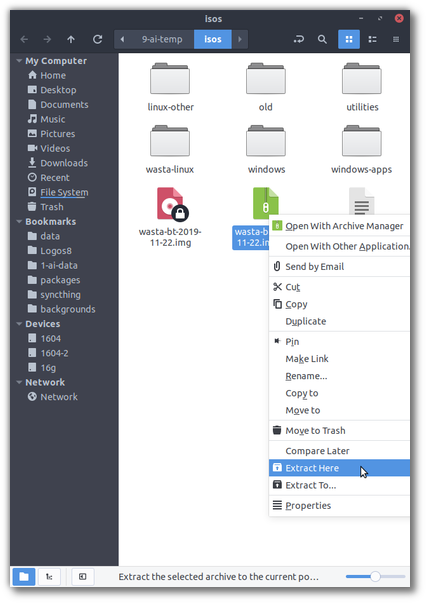 isos
9-ai-temp
isos
My Computer
Home
Desktop
Documents
Music
Pictures
Videos
Downloads
Recent
File System
Trash
Bookmarks
data
Logos8
1-ai-data
packages
syncthing
backgrounds
Devices
1604
1604-2
16g
Network
Network
linux-other
old
utilities
wasta-linux
windows
windows-apps
wasta-bt-2019-
11-22.img
wasta-b
11-22.im
Open With Archive Manager
Open With Other Application.
Send by Email
Cut
Copy
Duplicate
Pin
Make Link
Rename...
Copy to
Move to
Move to Trash
Compare Later
Extract Here
Extract To...
Properties
Extract the selected archive to the current po...